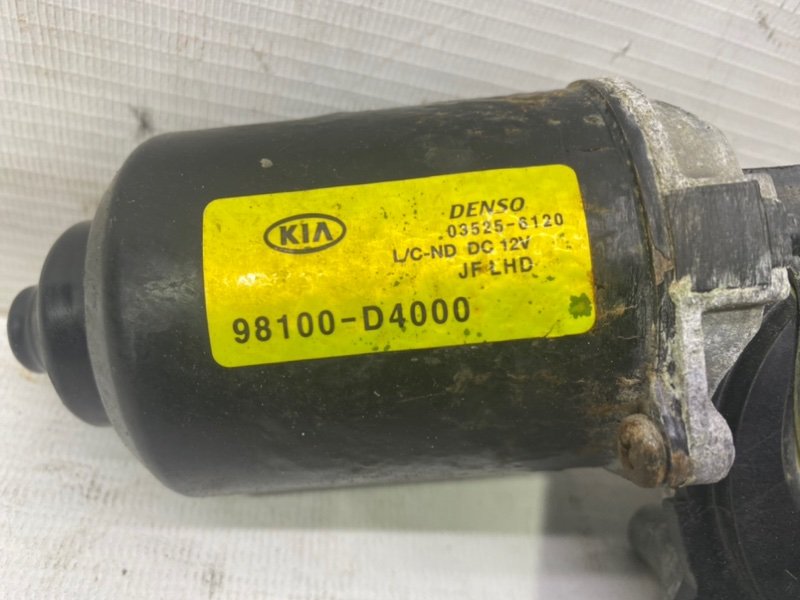 KIA
DENSO
03525-6120
L/C-ND DC 12V
JF LHD
98100-D4000